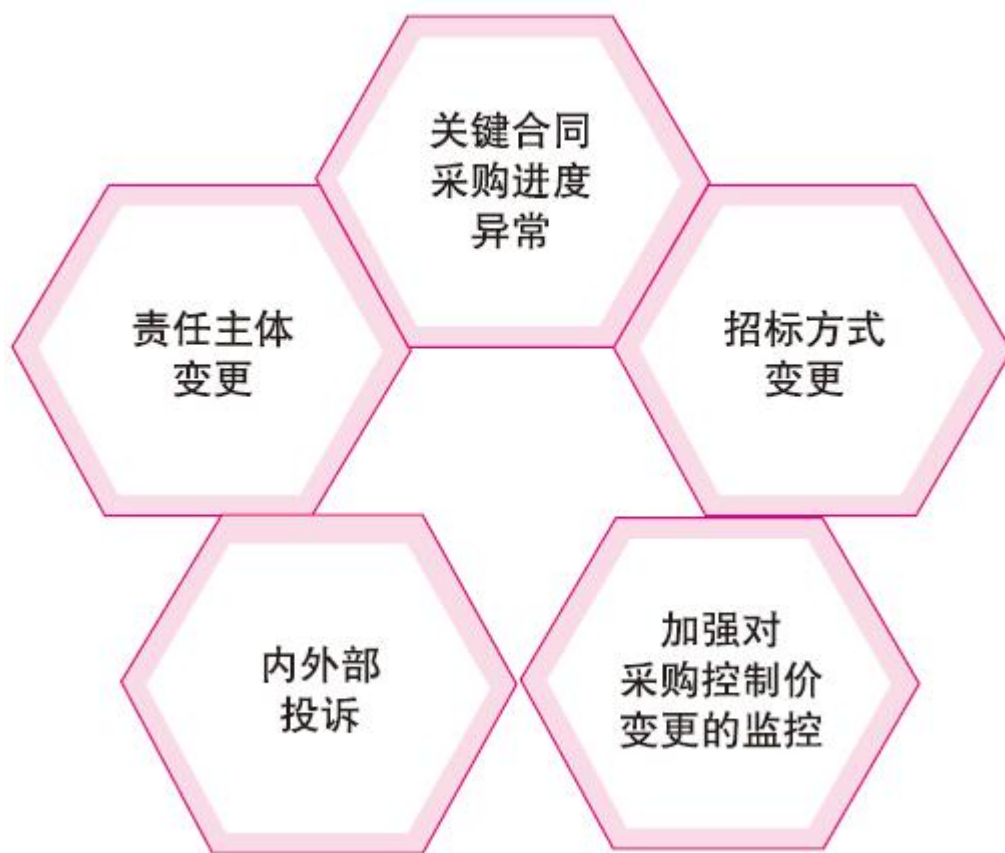 关键合同
采购进度
异常
责任主体
变更
招标方式
变更
内外部
投诉
加强对
采购控制价
变更的监控